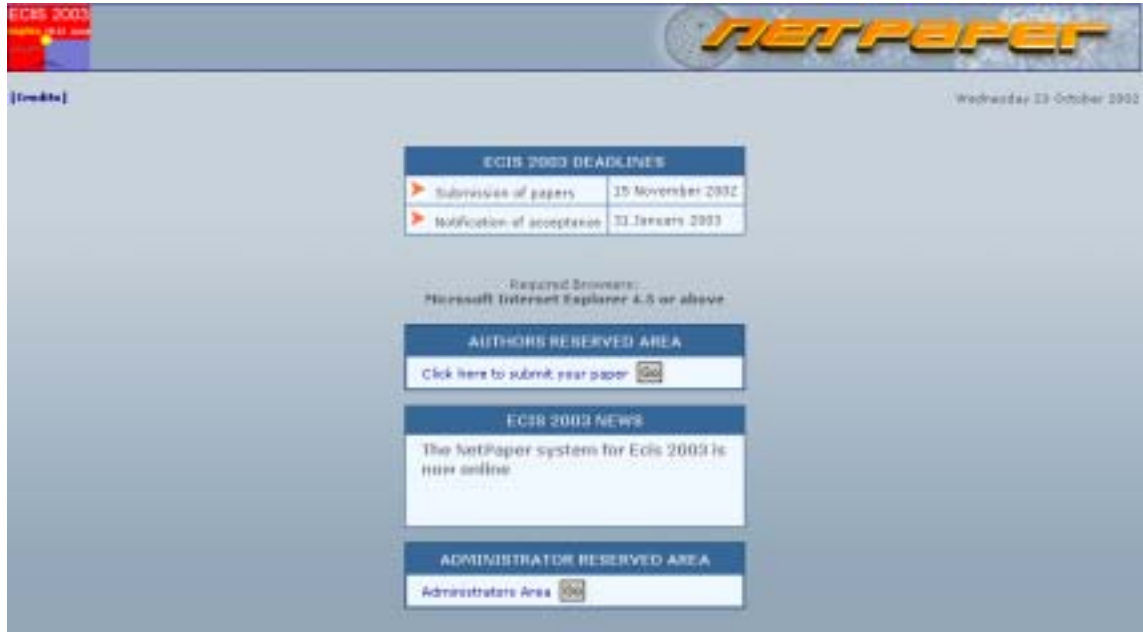 ECIS 2003
netpaper
[Credits]
Wednesday 23 October 2002
ECIS 2003 DEADLINES
Submission of papers 15 November 2002
Notification of acceptance 31 January 2003
Required Browsers:
Microsoft Internet Explorer 4.5 or above
AUTHORS RESERVED AREA
Click here to submit your paper Go
ECIS 2003 NEWS
The NetPaper system for Ecis 2003 is
now online
ADMINISTRATOR RESERVED AREA
Administrators Area Go